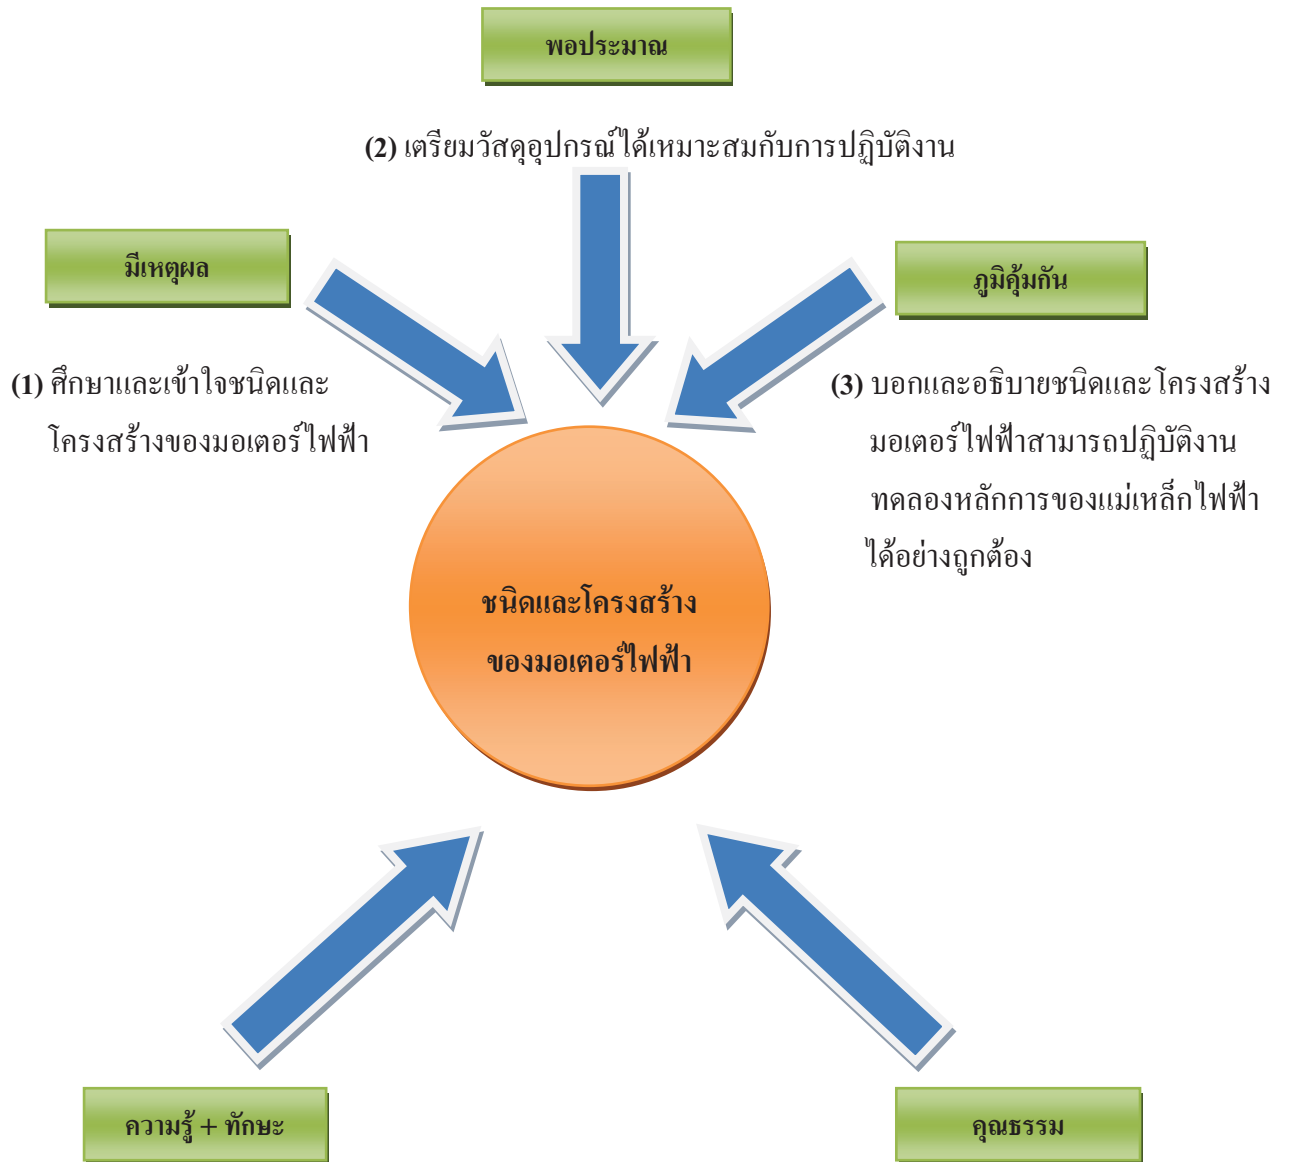 พอประมาณ
(2) เตรียมวัสดุอุปกรณ์ได้เหมาะสมกับการปฏิบัติงาน
มีเหตุผล
ภูมิคุ้มกัน
(1) ศึกษาและเข้าใจชนิดและ
โครงสร้างของมอเตอร์ไฟฟ้า
(3) บอกและอธิบายชนิดและโครงสร้าง
มอเตอร์ไฟฟ้าสามารถปฏิบัติงาน
ทดลองหลักการของแม่เหล็กไฟฟ้า
ได้อย่างถูกต้อง
ชนิดและโครงสร้าง
ของมอเตอร์ไฟฟ้า
ความรู้ + ทักษะ
คุณธรรม